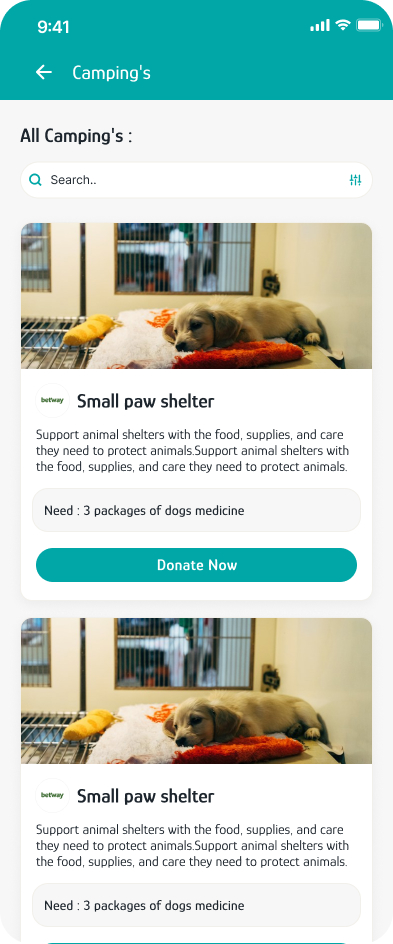 9:41
Camping's
All Camping's :
Search..
betway
Small paw shelter
Support animal shelters with the food, supplies, and care
they need to protect animals.Support animal shelters with
the food, supplies, and care they need to protect animals.
Need : 3 packages of dogs medicine
Donate Now
betway
Small paw shelter
Support animal shelters with the food, supplies, and care
they need to protect animals.Support animal shelters with
the food, supplies, and care they need to protect animals.
Need : 3 packages of dogs medicine